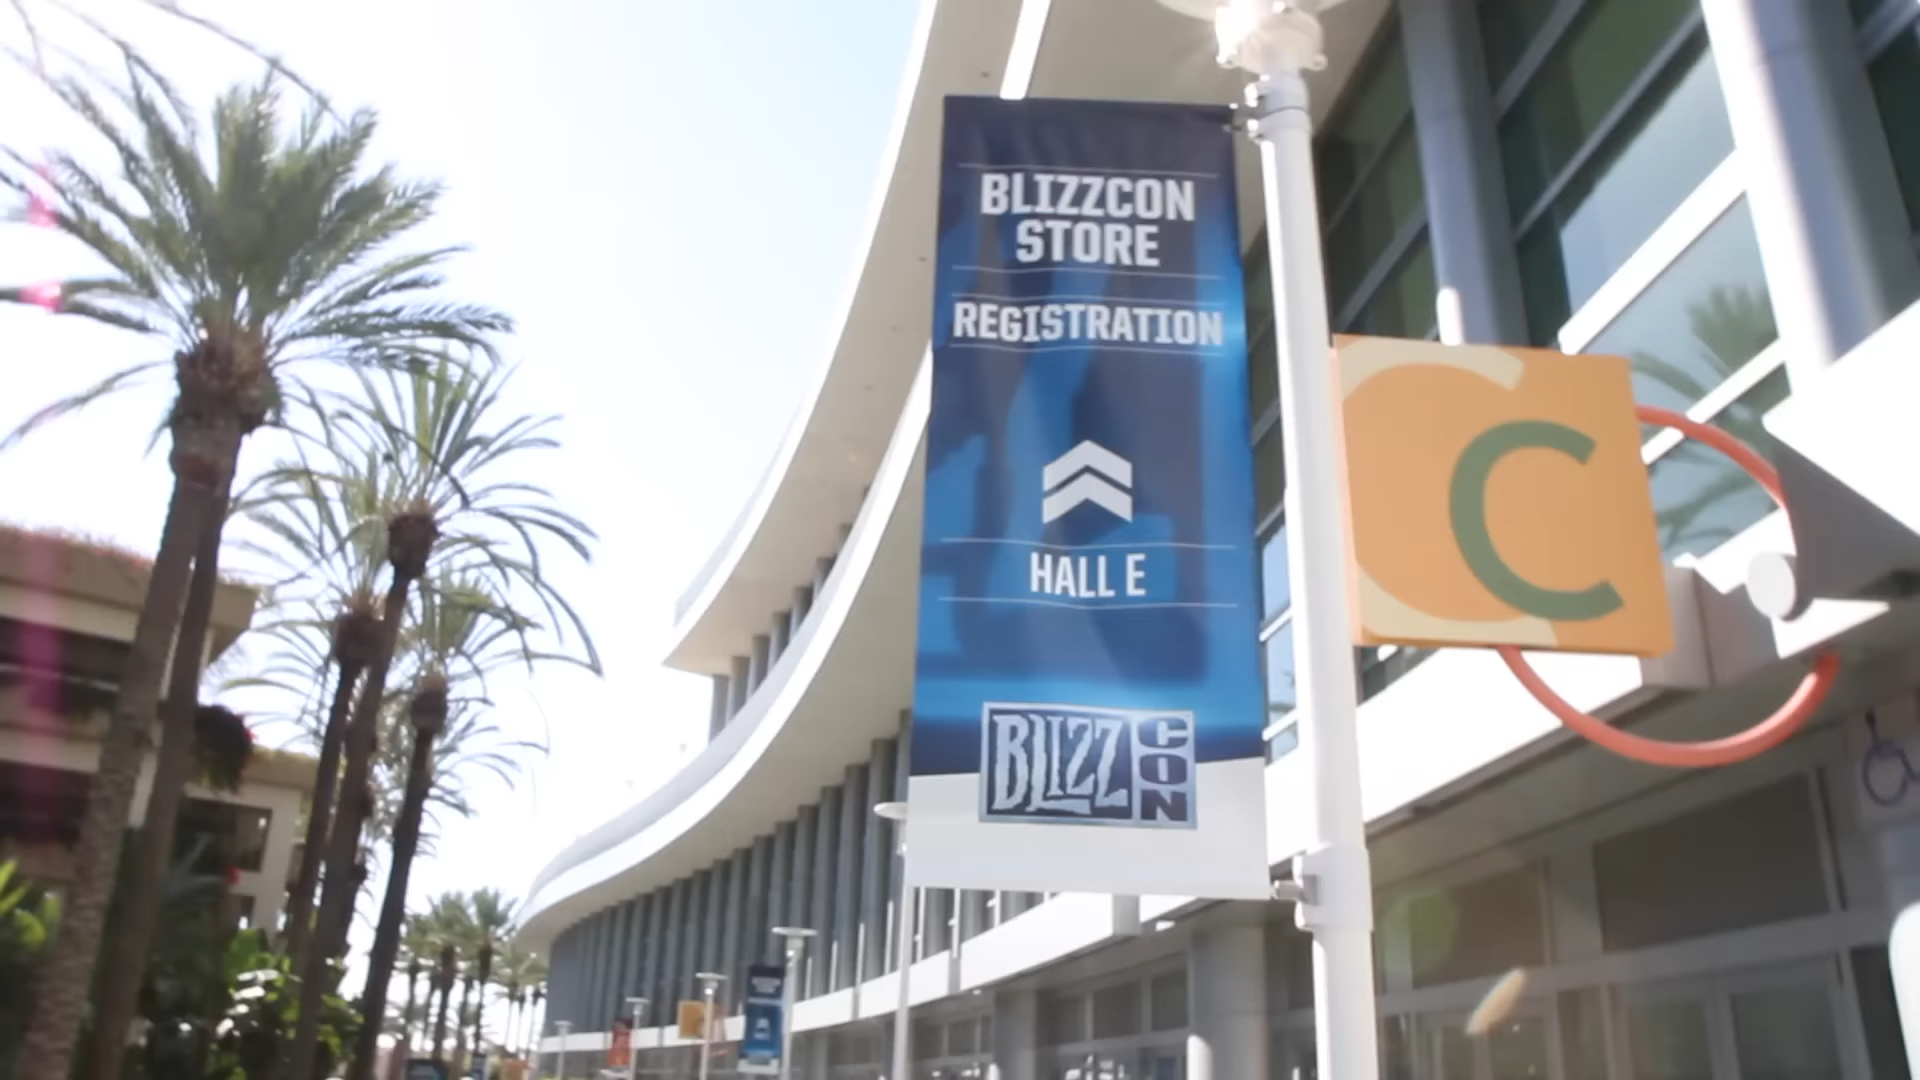 BLIZZCON
STORE
REGISTRATION
HALL E
BLIZZ
CON
C